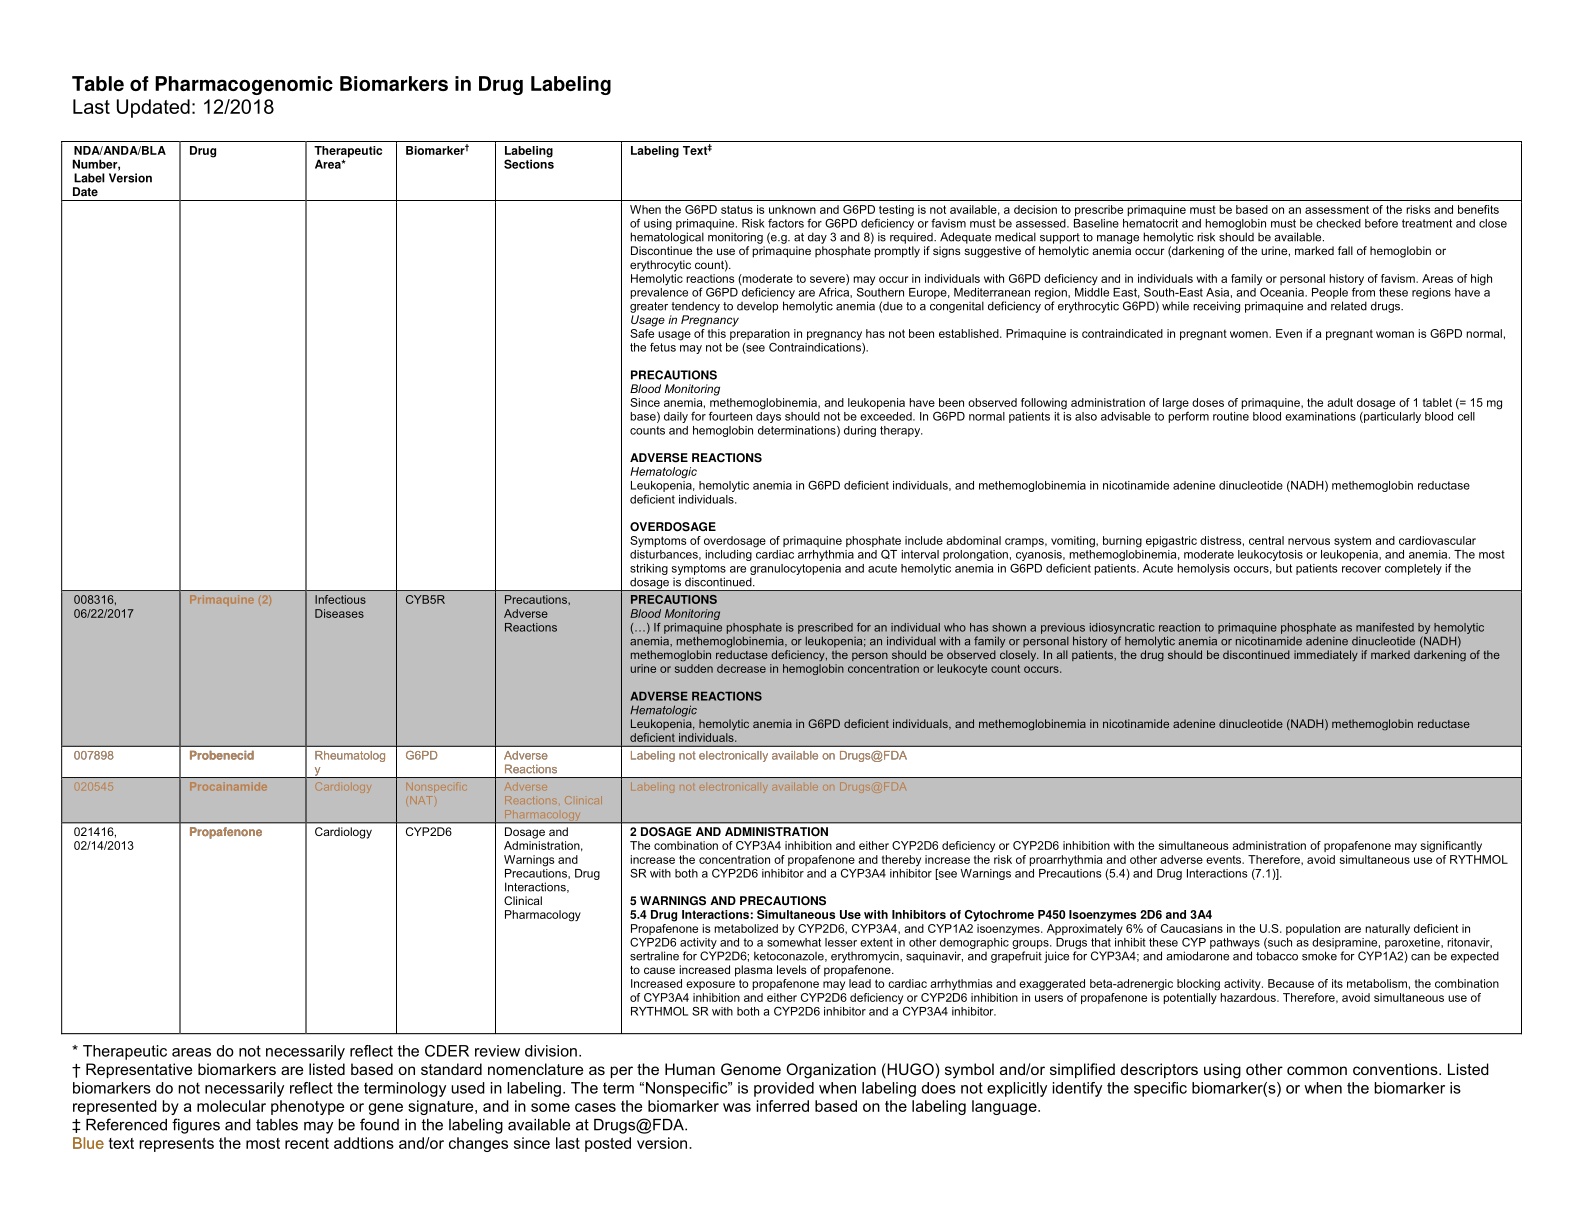 Table of Pharmacogenomic Biomarkers in Drug Labeling
Last Updated: 12/2018
NDA/ANDA/BLA
Number,
Label Version
Date
Drug
Therapeutic
Area*
Biomarker†
Labeling
Sections
Labeling Text‡
When the G6PD status is unknown and G6PD testing is not available, a decision to prescribe primaquine must be based on an assessment of the risks and benefits
of using primaquine. Risk factors for G6PD deficiency or favism must be assessed. Baseline hematocrit and hemoglobin must be checked before treatment and close
hematological monitoring (e.g. at day 3 and 8) is required. Adequate medical support to manage hemolytic risk should be available.
Discontinue the use of primaquine phosphate promptly if signs suggestive of hemolytic anemia occur (darkening of the urine, marked fall of hemoglobin or
erythrocytic count).
Hemolytic reactions (moderate to severe) may occur in individuals with G6PD deficiency and in individuals with a family or personal history of favism. Areas of high
prevalence of G6PD deficiency are Africa, Southern Europe, Mediterranean region, Middle East, South-East Asia, and Oceania. People from these regions have a
greater tendency to develop hemolytic anemia (due to a congenital deficiency of erythrocytic G6PD) while receiving primaquine and related drugs.
Usage in Pregnancy
Safe usage of this preparation in pregnancy has not been established. Primaquine is contraindicated in pregnant women. Even if a pregnant woman is G6PD normal,
the fetus may not be (see Contraindications).
PRECAUTIONS
Blood Monitoring
Since anemia, methemoglobinemia, and leukopenia have been observed following administration of large doses of primaquine, the adult dosage of 1 tablet (= 15 mg
base) daily for fourteen days should not be exceeded. In G6PD normal patients it is also advisable to perform routine blood examinations (particularly blood cell
counts and hemoglobin determinations) during therapy.
ADVERSE REACTIONS
Hematologic
Leukopenia, hemolytic anemia in G6PD deficient individuals, and methemoglobinemia in nicotinamide adenine dinucleotide (NADH) methemoglobin reductase
deficient individuals.
OVERDOSAGE
Symptoms of overdosage of primaquine phosphate include abdominal cramps, vomiting, burning epigastric distress, central nervous system and cardiovascular
disturbances, including cardiac arrhythmia and QT interval prolongation, cyanosis, methemoglobinemia, moderate leukocytosis or leukopenia, and anemia. The most
striking symptoms are granulocytopenia and acute hemolytic anemia in G6PD deficient patients. Acute hemolysis occurs, but patients recover completely if the
dosage is discontinued.
008316,
06/22/2017
Primaquine (2)
Infectious
Diseases
CYB5R
Precautions,
Adverse
Reactions
PRECAUTIONS
Blood Monitoring
(…) If primaquine phosphate is prescribed for an individual who has shown a previous idiosyncratic reaction to primaquine phosphate as manifested by hemolytic
anemia, methemoglobinemia, or leukopenia; an individual with a family or personal history of hemolytic anemia or nicotinamide adenine dinucleotide (NADH)
methemoglobin reductase deficiency, the person should be observed closely. In all patients, the drug should be discontinued immediately if marked darkening of the
urine or sudden decrease in hemoglobin concentration or leukocyte count occurs.
ADVERSE REACTIONS
Hematologic
Leukopenia, hemolytic anemia in G6PD deficient individuals, and methemoglobinemia in nicotinamide adenine dinucleotide (NADH) methemoglobin reductase
deficient individuals.
007898
Probenecid
Rheumatolog
y
G6PD
Adverse
Reactions
Labeling not electronically available on Drugs@FDA
020545
Procainamide
Cardiology
Nonspecific
(NAT)
Adverse
Reactions, Clinical
Pharmacology
Labeling not electronically available on Drugs@FDA
021416,
02/14/2013
Propafenone
Cardiology
CYP2D6
Dosage and
Administration,
Warnings and
Precautions, Drug
Interactions,
Clinical
Pharmacology
2 DOSAGE AND ADMINISTRATION
The combination of CYP3A4 inhibition and either CYP2D6 deficiency or CYP2D6 inhibition with the simultaneous administration of propafenone may significantly
increase the concentration of propafenone and thereby increase the risk of proarrhythmia and other adverse events. Therefore, avoid simultaneous use of RYTHMOL
SR with both a CYP2D6 inhibitor and a CYP3A4 inhibitor [see Warnings and Precautions (5.4) and Drug Interactions (7.1)].
5 WARNINGS AND PRECAUTIONS
5.4 Drug Interactions: Simultaneous Use with Inhibitors of Cytochrome P450 Isoenzymes 2D6 and 3A4
Propafenone is metabolized by CYP2D6, CYP3A4, and CYP1A2 isoenzymes. Approximately 6% of Caucasians in the U.S. population are naturally deficient in
CYP2D6 activity and to a somewhat lesser extent in other demographic groups. Drugs that inhibit these CYP pathways (such as desipramine, paroxetine, ritonavir,
sertraline for CYP2D6; ketoconazole, erythromycin, saquinavir, and grapefruit juice for CYP3A4; and amiodarone and tobacco smoke for CYP1A2) can be expected
to cause increased plasma levels of propafenone.
Increased exposure to propafenone may lead to cardiac arrhythmias and exaggerated beta-adrenergic blocking activity. Because of its metabolism, the combination
of CYP3A4 inhibition and either CYP2D6 deficiency or CYP2D6 inhibition in users of propafenone is potentially hazardous. Therefore, avoid simultaneous use of
RYTHMOL SR with both a CYP2D6 inhibitor and a CYP3A4 inhibitor.
* Therapeutic areas do not necessarily reflect the CDER review division.
† Representative biomarkers are listed based on standard nomenclature as per the Human Genome Organization (HUGO) symbol and/or simplified descriptors using other common conventions. Listed
biomarkers do not necessarily reflect the terminology used in labeling. The term “Nonspecific” is provided when labeling does not explicitly identify the specific biomarker(s) or when the biomarker is
represented by a molecular phenotype or gene signature, and in some cases the biomarker was inferred based on the labeling language.
‡ Referenced figures and tables may be found in the labeling available at Drugs@FDA.
Blue text represents the most recent addtions and/or changes since last posted version.